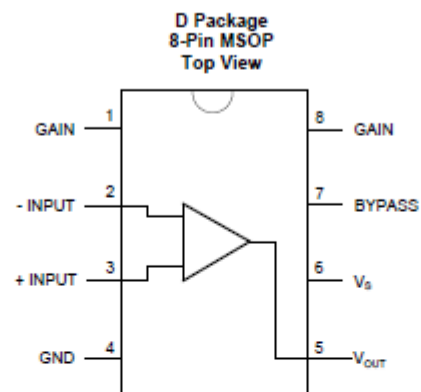 D Package
8-Pin MSOP
Top View
1
GAIN
8
GAIN
2
- INPUT
7
BYPASS
3
+ INPUT
6
Vs
4
GND
5
VOUT